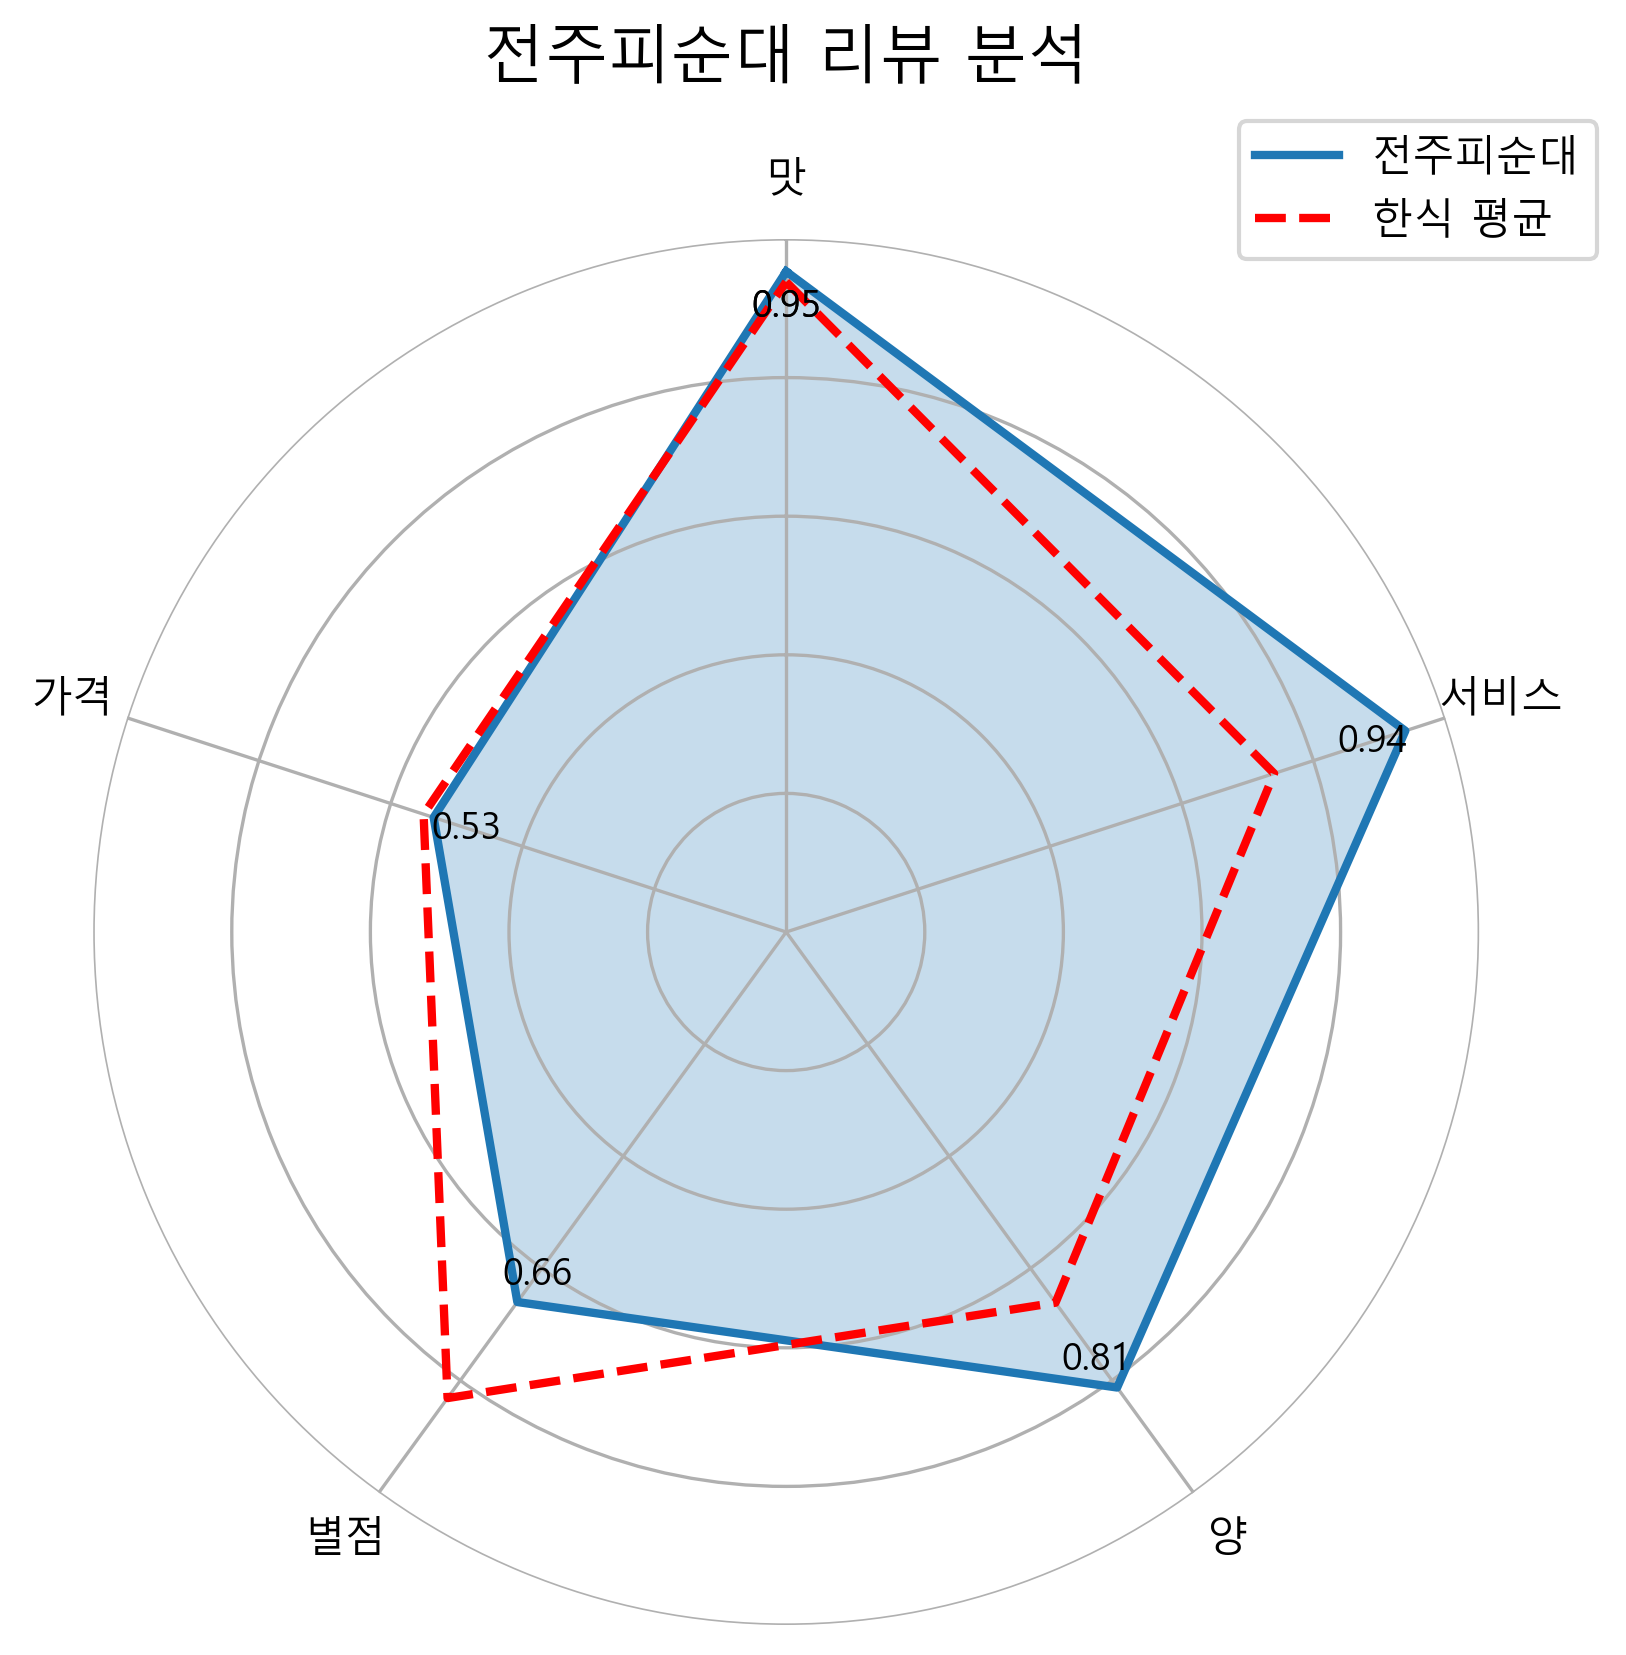 전주피순대 리뷰 분석
전주피순대
한식 평균
맛
0.95
서비스
0.94
가격
0.53
0.66
0.81
별점
양